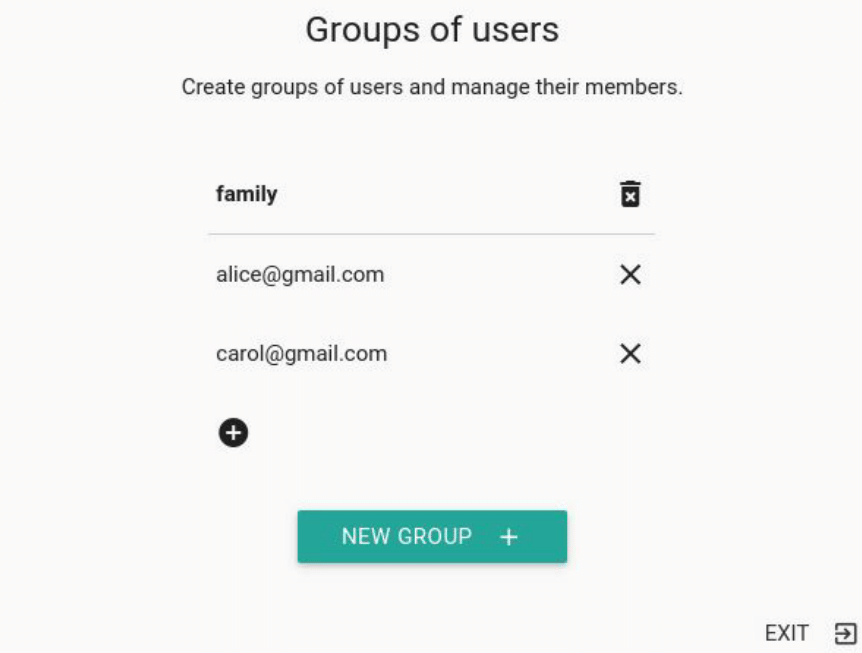 Groups of users
Create groups of users and manage their members.
family
alice@gmail.com
carol@gmail.com
NEW GROUP +
EXIT